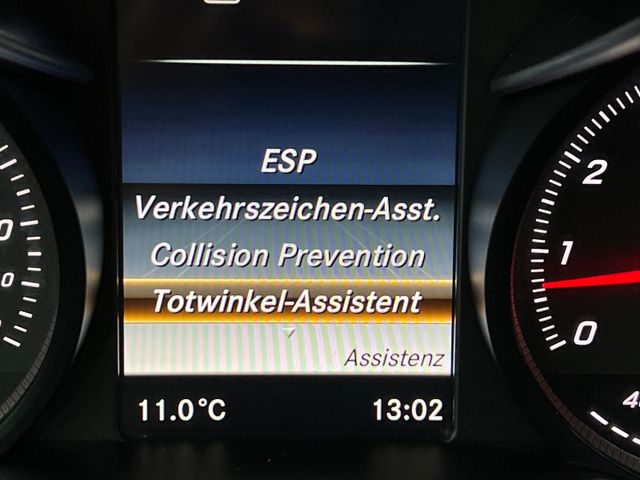 ESP
Verkehrszeichen-Asst.
Collision Prevention
Totwinkel-Assistent
Assistenz
11.0°C 13:02
2
1
0